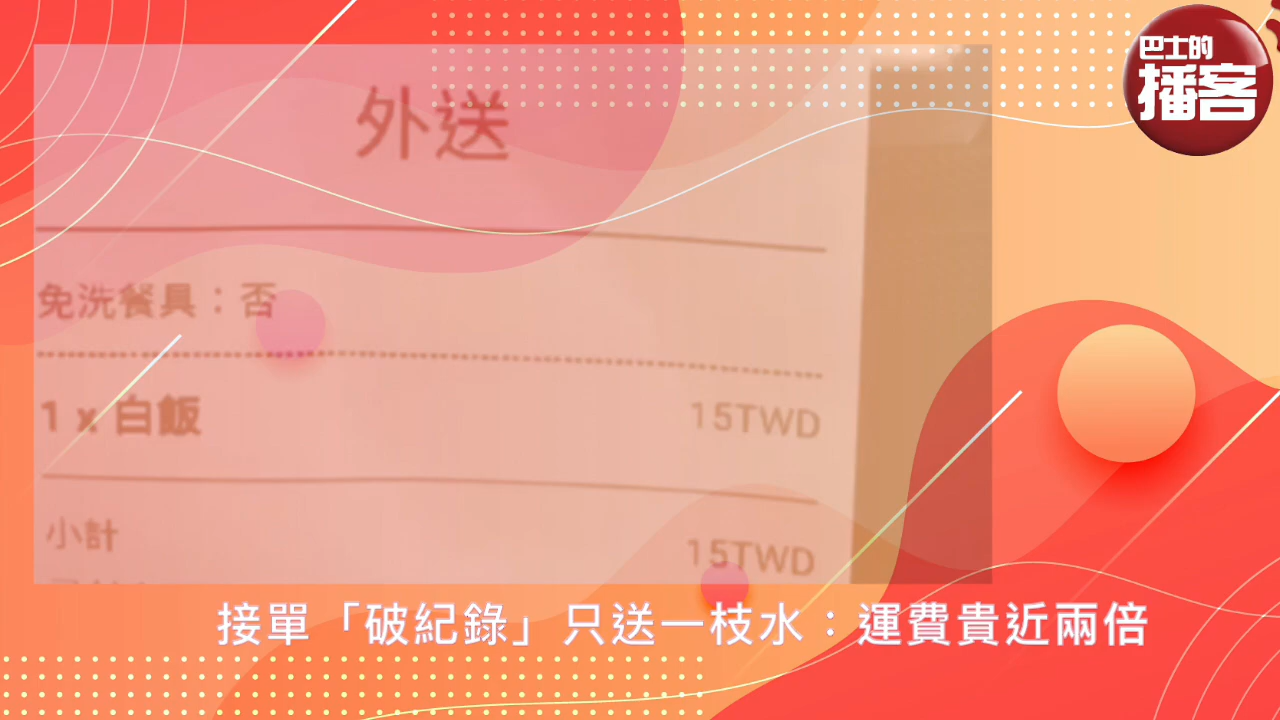 巴士的
播客
外送
免洗餐具：否
1 x 白飯 15TWD
小計 15TWD
接單「破紀錄」只送一枝水：運費貴近兩倍